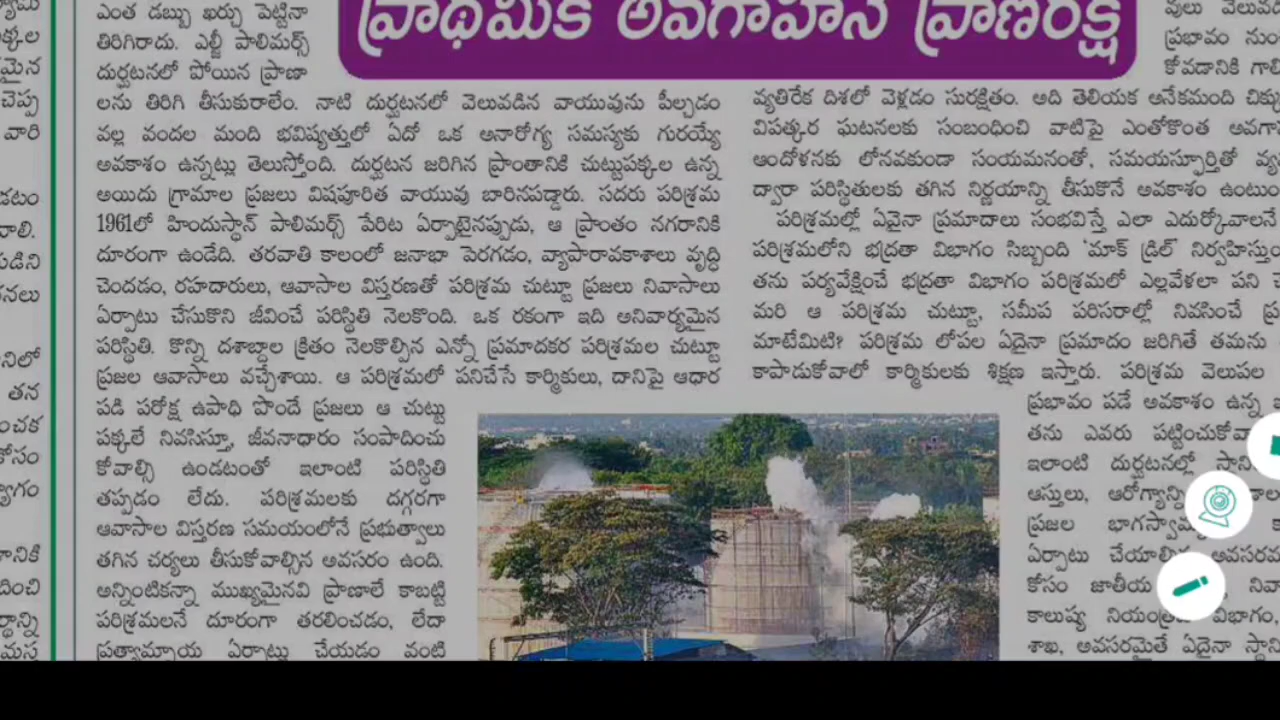 ప్రాథమిక అవగాహన ప్రాణరక్ష
ఎంత డబ్బు ఖర్చు పెట్టినా
తిరిగిరాదు. ఎల్జీ పాలిమర్స్
దుర్ఘటనలో పోయిన ప్రాణా
లను తిరిగి తీసుకురాలేం. నాటి దుర్ఘటనలో వెలువడిన వాయువును పీల్చడం
వల్ల వందల మంది భవిష్యత్తులో ఏదో ఒక అనారోగ్య సమస్యకు గురయ్యే
అవకాశం ఉన్నట్లు తెలుస్తోంది. దుర్ఘటన జరిగిన ప్రాంతానికి చుట్టుపక్కల ఉన్న
అయిదు గ్రామాల ప్రజలు విషపూరిత వాయువు బారినపడ్డారు. సదరు పరిశ్రమ
1961లో హిందుస్థాన్ పాలిమర్స్ పేరిట ఏర్పాటైనప్పుడు, ఆ ప్రాంతం నగరానికి
దూరంగా ఉండేది. తరవాతి కాలంలో జనాభా పెరగడం, వ్యాపారావకాశాలు వృద్ధి
చెందడం, రహదారులు, ఆవాసాల విస్తరణతో పరిశ్రమ చుట్టూ ప్రజలు నివాసాలు
ఏర్పాటు చేసుకొని జీవించే పరిస్థితి నెలకొంది. ఒక రకంగా ఇది అనివార్యమైన
పరిస్థితి. కొన్ని దశాబ్దాల క్రితం నెలకొల్పిన ఎన్నో ప్రమాదకర పరిశ్రమల చుట్టూ
ప్రజల ఆవాసాలు వచ్చేశాయి. ఆ పరిశ్రమలో పనిచేసే కార్మికులు, దానిపై ఆధార
పడి పరోక్ష ఉపాధి పొందే ప్రజలు ఆ చుట్టు
పక్కలే నివసిస్తూ, జీవనాధారం సంపాదించు
కోవాల్సి ఉండటంతో ఇలాంటి పరిస్థితి
తప్పడం లేదు. పరిశ్రమలకు దగ్గరగా
ఆవాసాల విస్తరణ సమయంలోనే ప్రభుత్వాలు
తగిన చర్యలు తీసుకోవాల్సిన అవసరం ఉంది.
అన్నింటికన్నా ముఖ్యమైనవి ప్రాణాలే కాబట్టి
పరిశ్రమలనే దూరంగా తరలించడం, లేదా
ప్రత్యామ్నాయ ఏర్పాట్లు చేయడం వంటి
ప్రభావం నుం
కోవడానికి గాలి
వ్యతిరేక దిశలో వెళ్లడం సురక్షితం. అది తెలియక అనేకమంది చిక్కు
విపత్కర ఘటనలకు సంబంధించి వాటిపై ఎంతోకొంత అవగా
ఆందోళనకు లోనవకుండా సంయమనంతో, సమయస్ఫూర్తితో వ్య
ద్వారా పరిస్థితులకు తగిన నిర్ణయాన్ని తీసుకొనే అవకాశం ఉంటుం
పరిశ్రమల్లో ఏవైనా ప్రమాదాలు సంభవిస్తే ఎలా ఎదుర్కోవాలనే
పరిశ్రమలోని భద్రతా విభాగం సిబ్బంది ‘మాక్ డ్రిల్’ నిర్వహిస్తుం
తను పర్యవేక్షించే భద్రతా విభాగం పరిశ్రమలో ఎల్లవేళలా పని
మరి ఆ పరిశ్రమ చుట్టూ, సమీప పరిసరాల్లో నివసించే ప్ర
మాటేమిటి? పరిశ్రమ లోపల ఏదైనా ప్రమాదం జరిగితే తమను
కాపాడుకోవాలో కార్మికులకు శిక్షణ ఇస్తారు. పరిశ్రమ వెలుపల
ప్రభావం పడే అవకాశం ఉన్న
తను ఎవరు పట్టించుకోవా
ఇలాంటి దుర్ఘటనల్లో స్థాని
ఆస్తులు, ఆరోగ్యాన్ని
ప్రజల భాగస్వామ
ఏర్పాటు చేయాల్సిన అవసరమ
కోసం జాతీయ నివా
కాలుష్య నియంత్రణ విభాగం,
శాఖ, అవసరమైతే ఏదైనా స్థాని